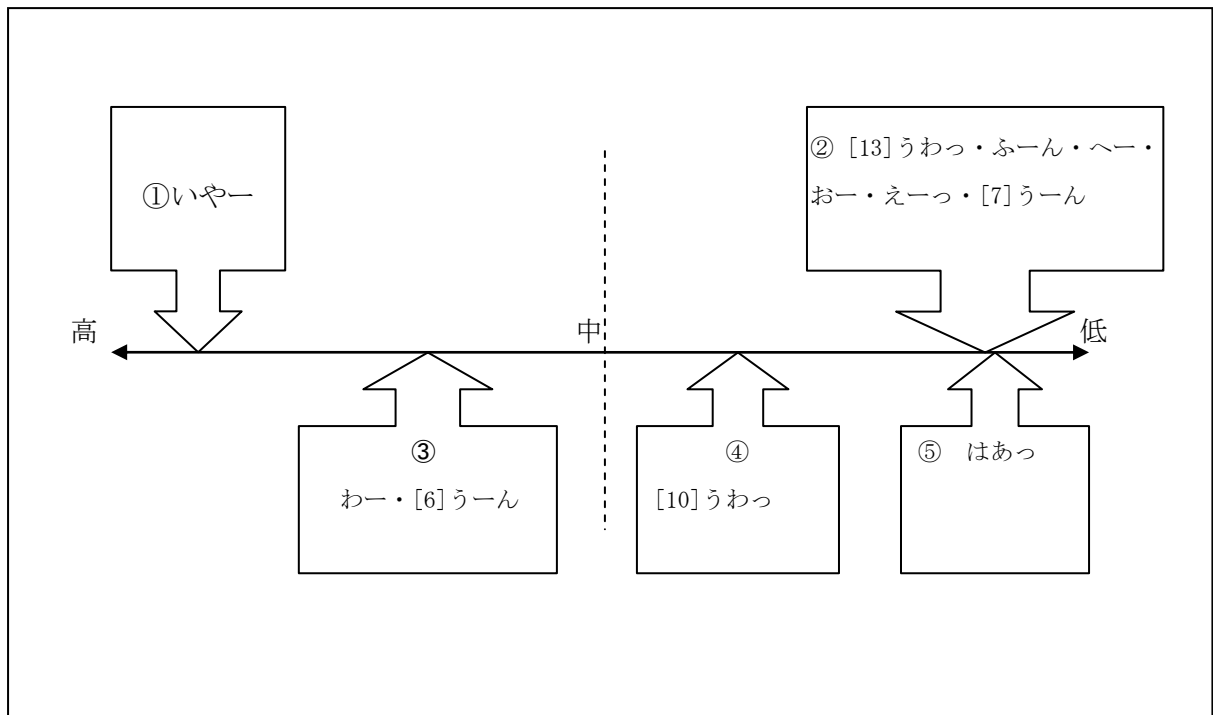 ①いやー
② [13]うわっ・ふーん・へー・
おー・えーっ・[7]うーん
高
中
低
③
わー・[6]うーん
④
[10]うわっ
⑤　はあっ